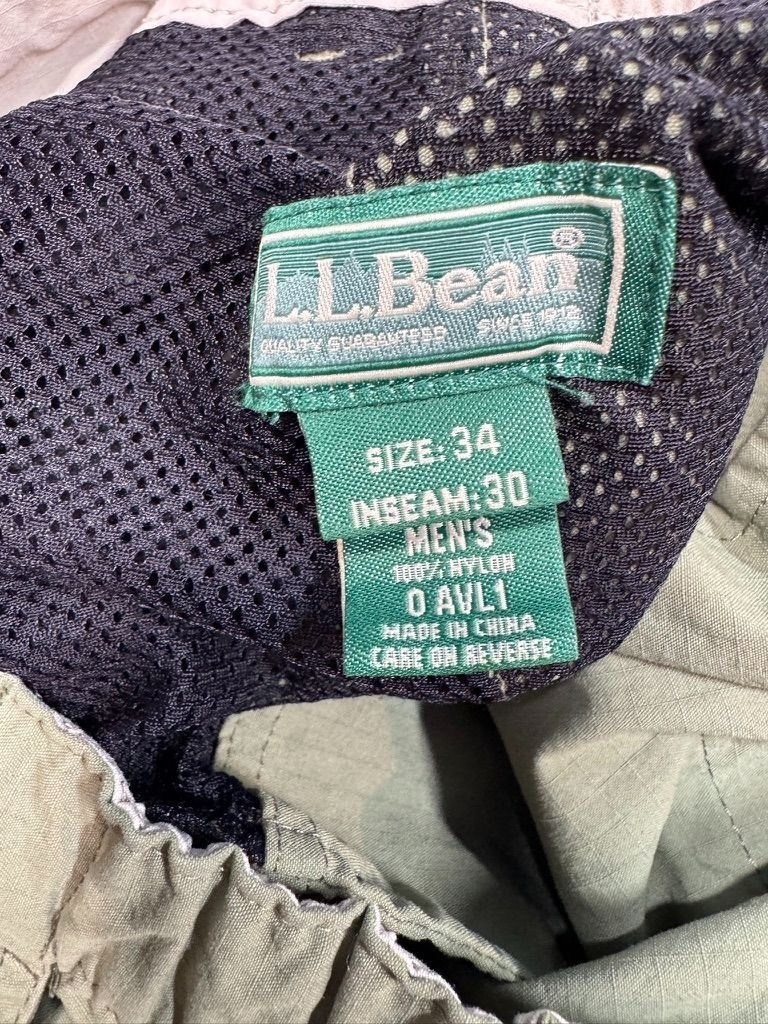 L.L.Bean®
QUALITY GUARANTEED SINCE 1912
SIZE: 34
INSEAM: 30
MEN'S
100% NYLON
0 AVL1
MADE IN CHINA
CARE ON REVERSE